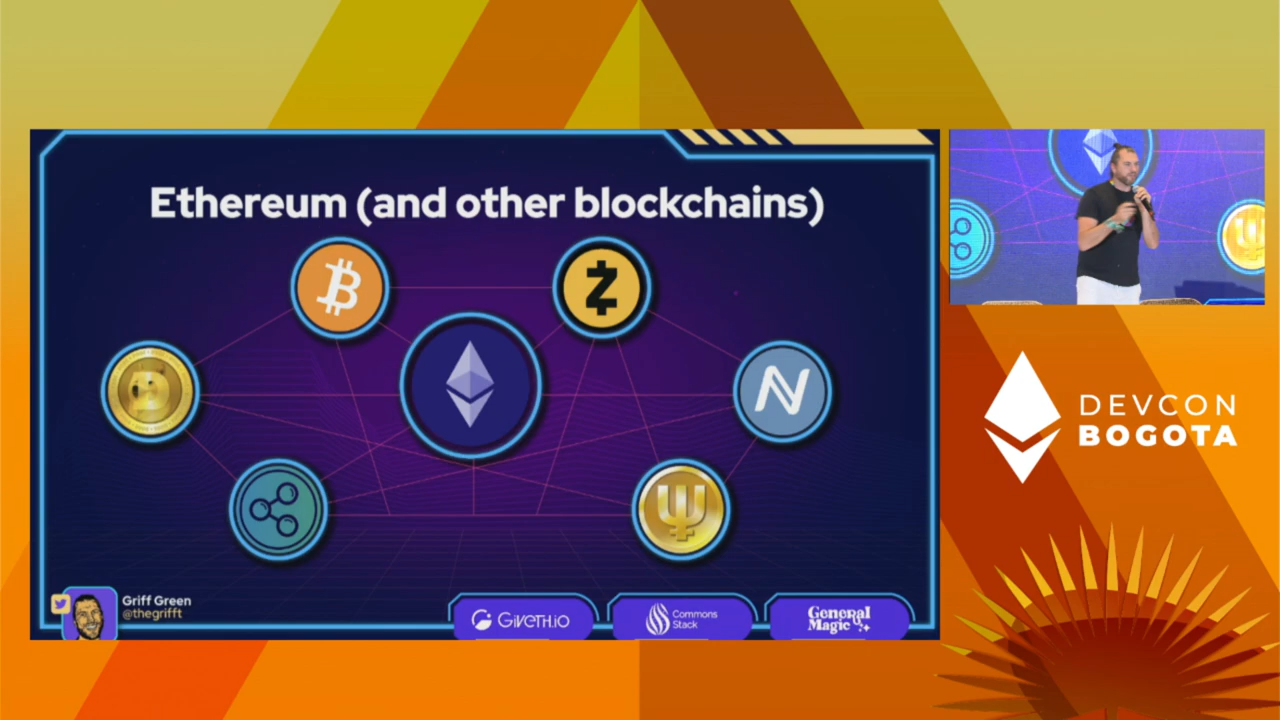 Ethereum (and other blockchains)
Griff Green
@thegrifft
GIVETH.IO
Commons
Stack
General
Magic
DEVCON
BOGOTA